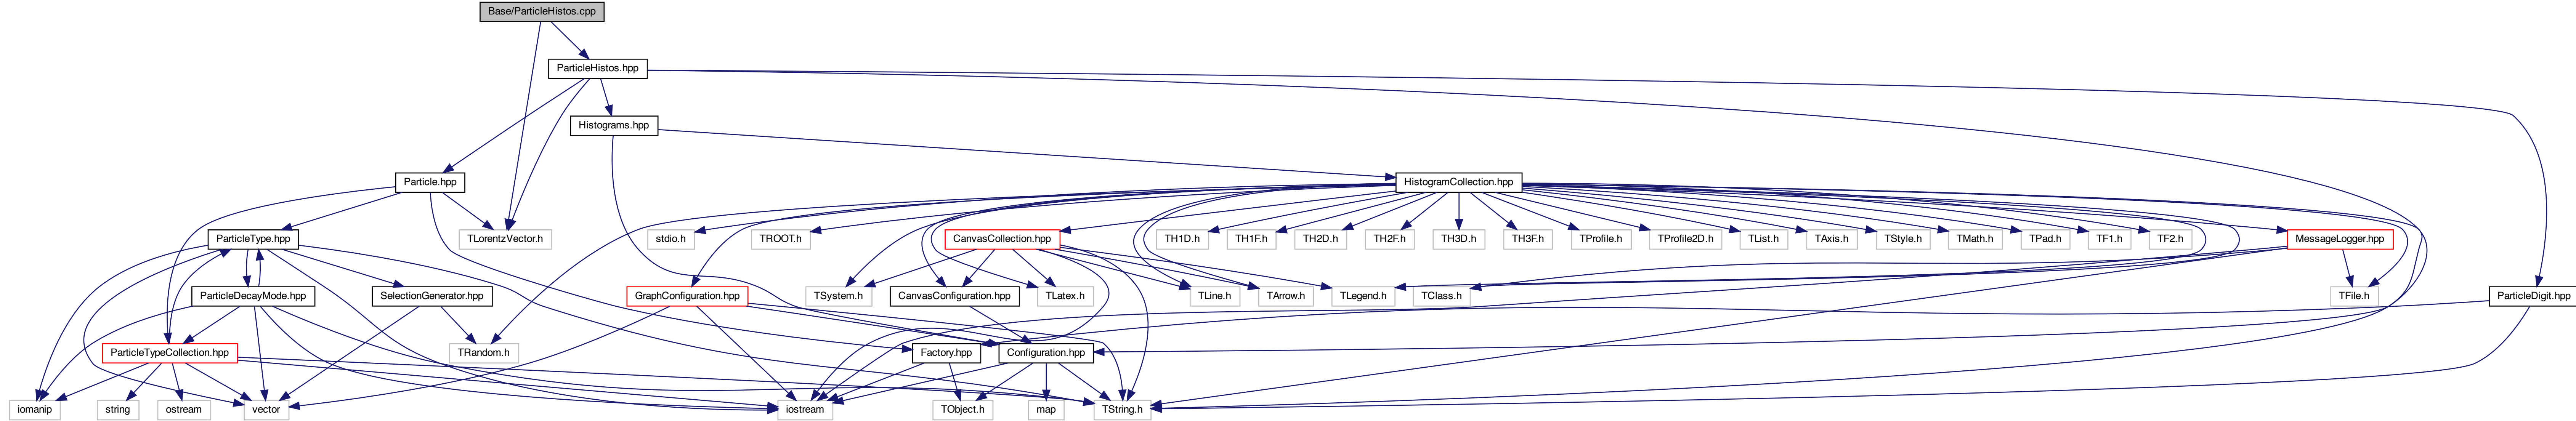 Base/ParticleHistos.cpp
ParticleHistos.hpp
Histograms.hpp
Particle.hpp
HistogramCollection.hpp
ParticleType.hpp
TLorentzVector.h
stdio.h
TROOT.h
CanvasCollection.hpp
TH1D.h
TH1F.h
TH2D.h
TH2F.h
TH3D.h
TH3F.h
TProfile.h
TProfile2D.h
TList.h
TAxis.h
TStyle.h
TMath.h
TPad.h
TF1.h
TF2.h
MessageLogger.hpp
ParticleDecayMode.hpp
SelectionGenerator.hpp
GraphConfiguration.hpp
TSystem.h
CanvasConfiguration.hpp
TLatex.h
TLine.h
TArrow.h
TLegend.h
TClass.h
TFile.h
ParticleDigit.hpp
ParticleTypeCollection.hpp
TRandom.h
Factory.hpp
Configuration.hpp
iomanip
string
ostream
vector
iostream
TObject.h
map
TString.h